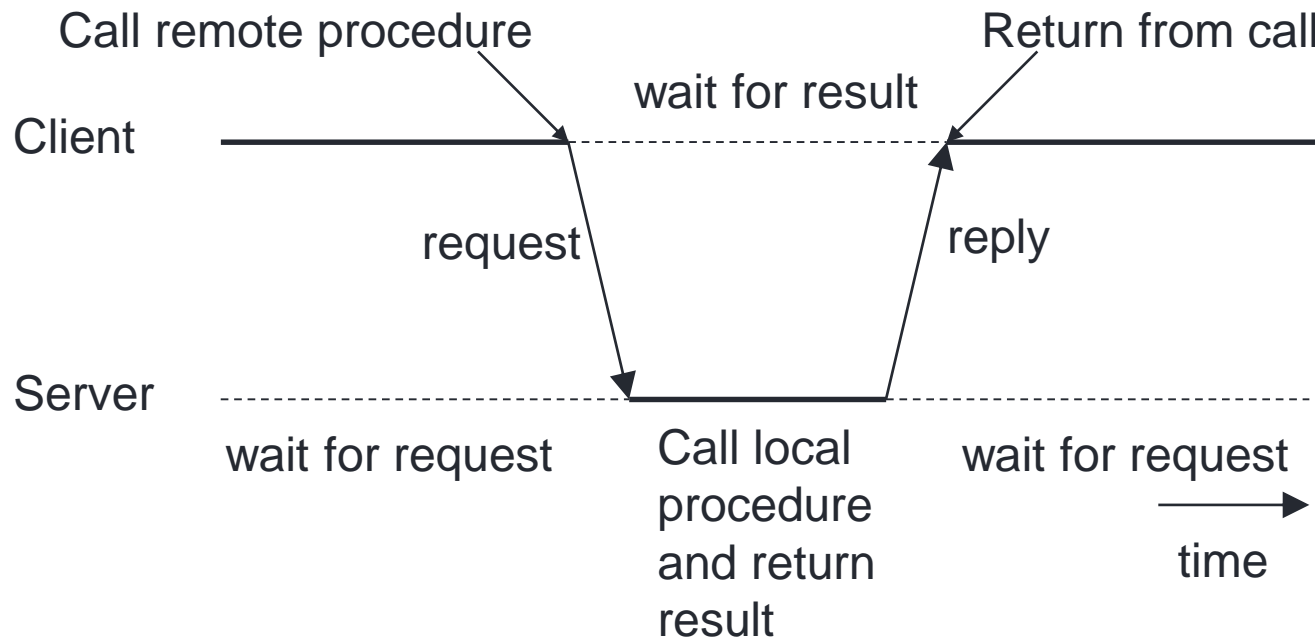 Call remote procedure
Return from call
wait for result
Client
request
reply
Server
wait for request
Call local
procedure
and return
result
wait for request
time